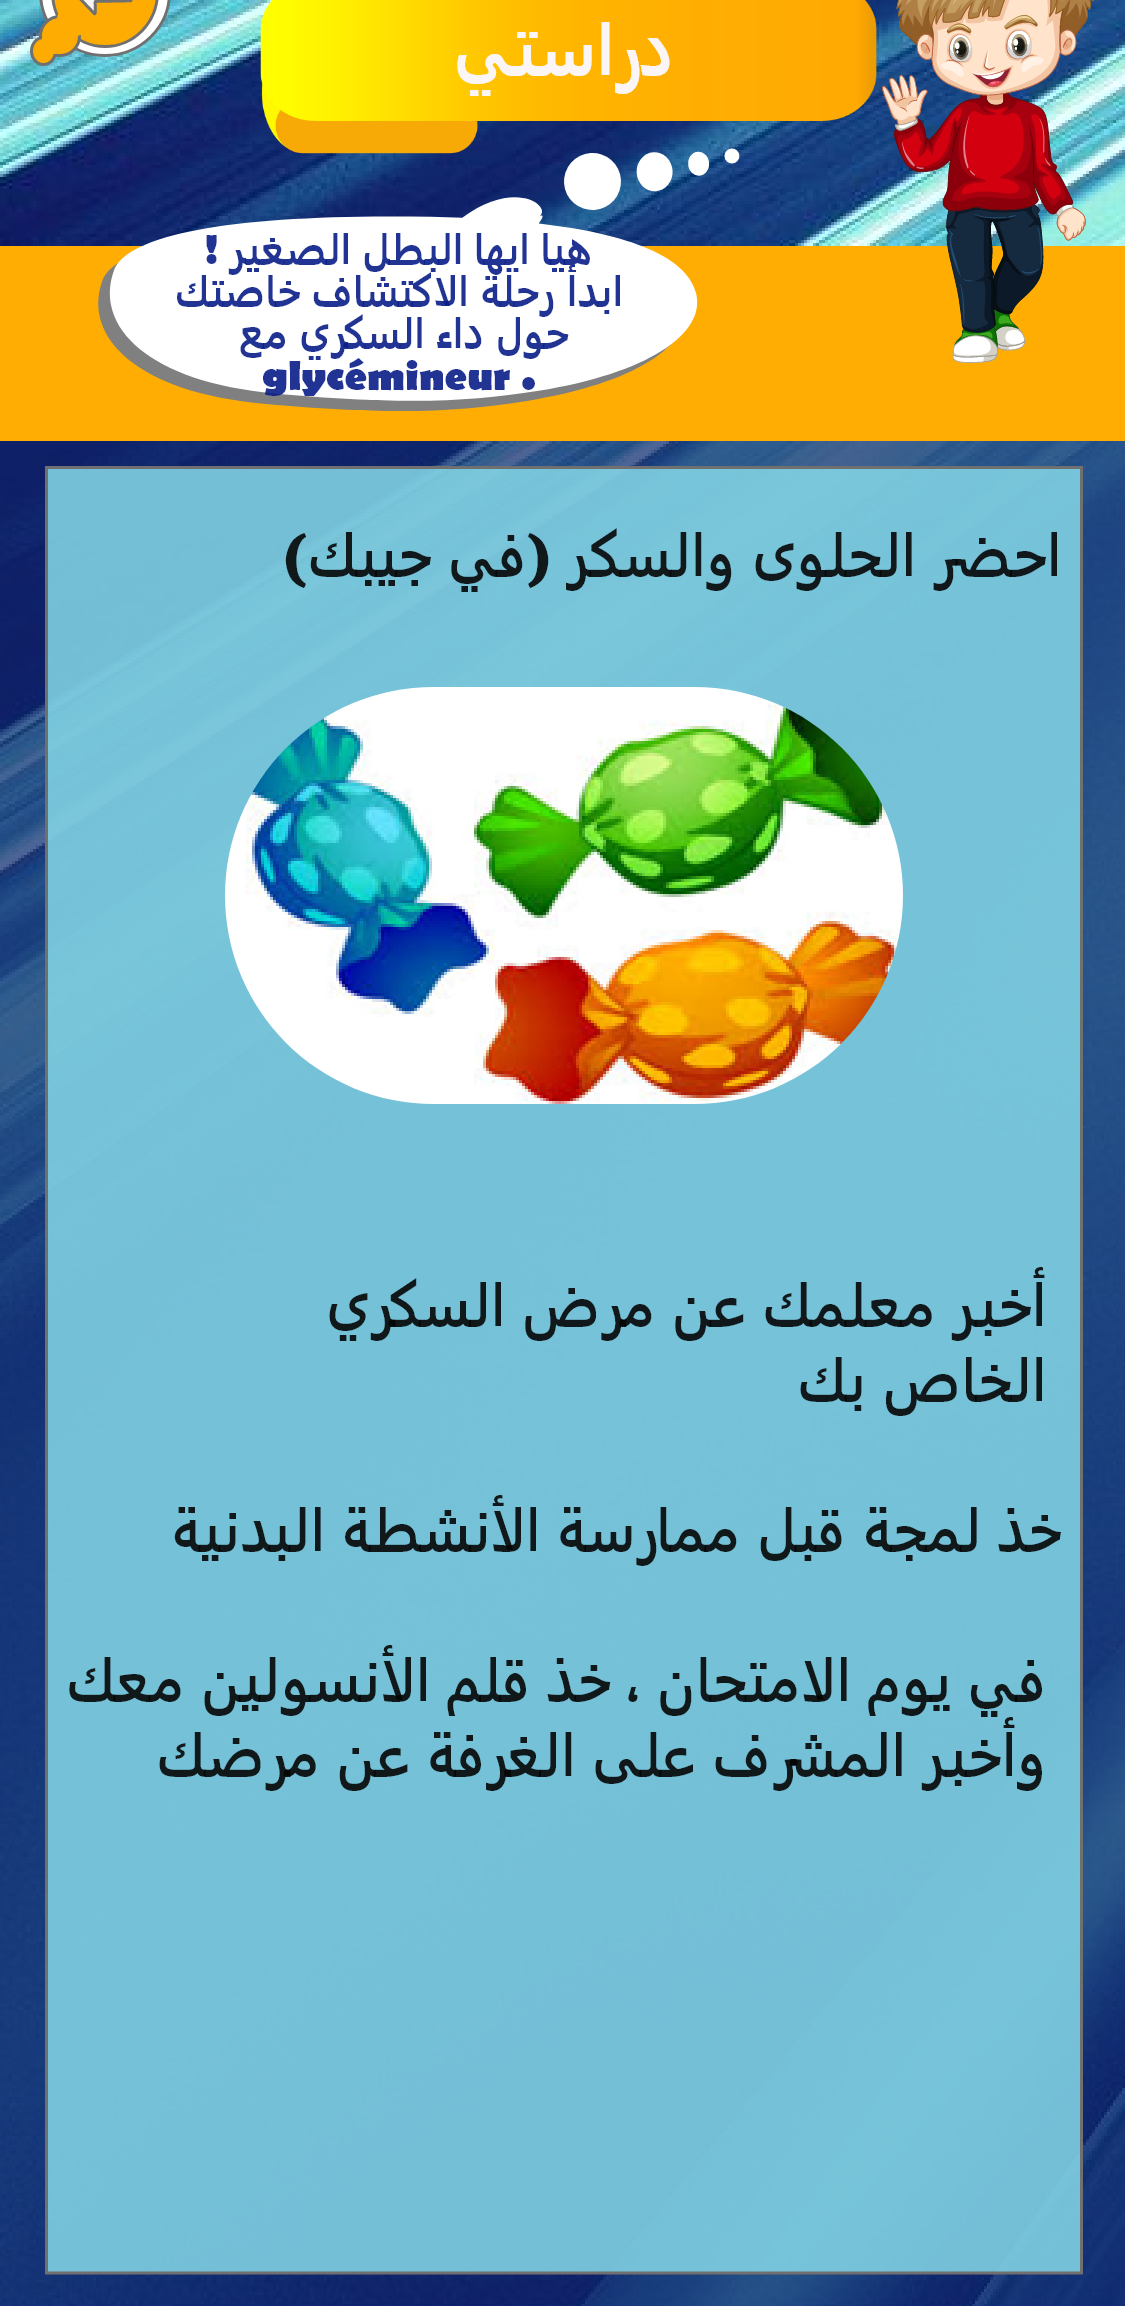 دراستي
هيا ايها البطل الصغير !
ابدأ رحلة الاكتشاف خاصتك
حول داء السكري مع
glycémineur .
احضر الحلوى والسكر (في جيبك)
أخبر معلمك عن مرض السكري
الخاص بك
خذ لمجة قبل ممارسة الأنشطة البدنية
في يوم الامتحان ، خذ قلم الأنسولين معك
وأخبر المشرف على الغرفة عن مرضك